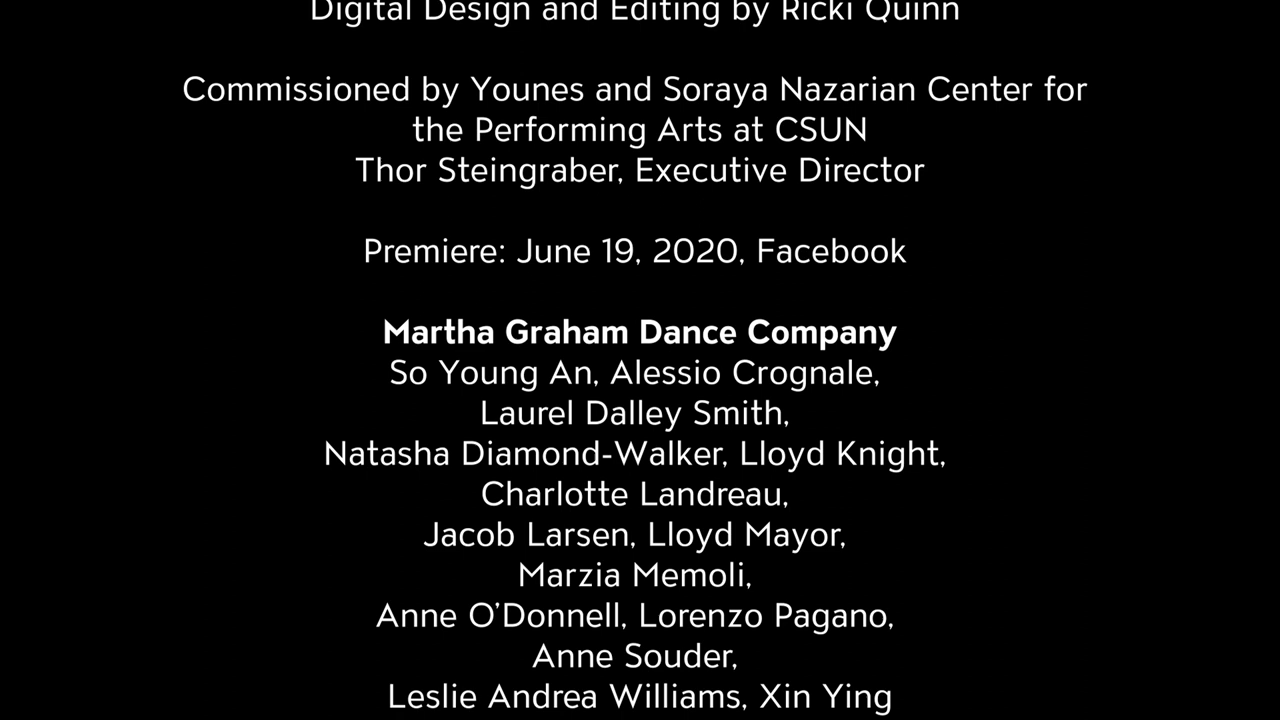 Digital Design and Editing by Ricki Quinn
Commissioned by Younes and Soraya Nazarian Center for
the Performing Arts at CSUN
Thor Steingraber, Executive Director
Premiere: June 19, 2020, Facebook
Martha Graham Dance Company
So Young An, Alessio Crognale,
Laurel Dalley Smith,
Natasha Diamond-Walker, Lloyd Knight,
Charlotte Landreau,
Jacob Larsen, Lloyd Mayor,
Marzia Memoli,
Anne O’Donnell, Lorenzo Pagano,
Anne Souder,
Leslie Andrea Williams, Xin Ying